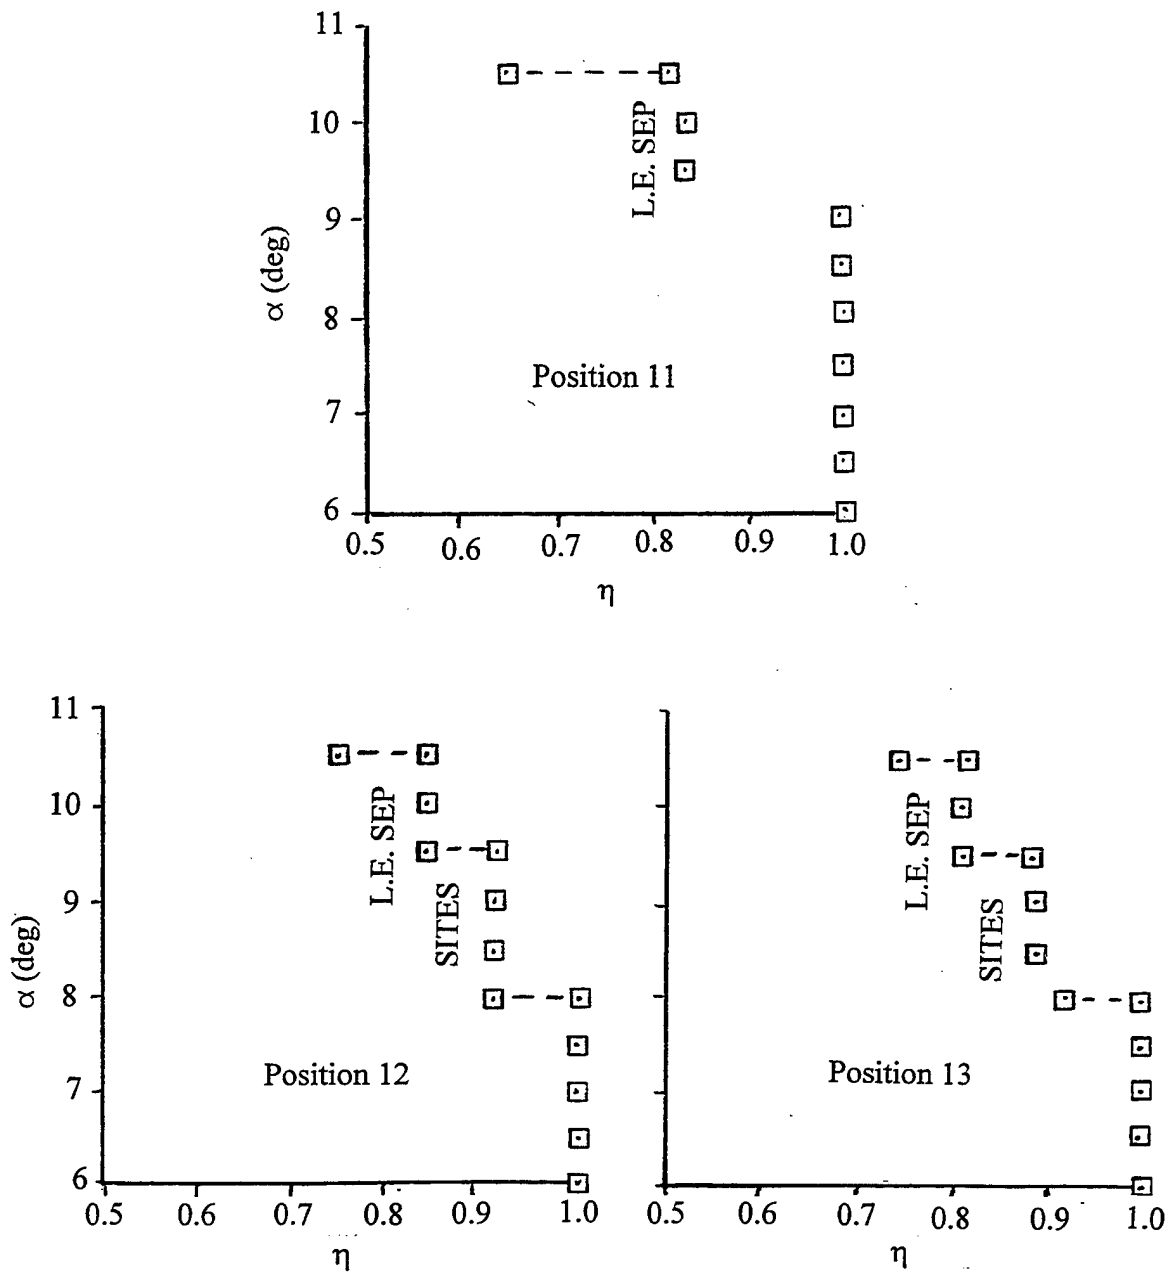 11
10
9
8
7
6
α (deg)
L.E. SEP
Position 11
0.5 0.6 0.7 0.8 0.9 1.0
η
11
10
9
8
7
6
α (deg)
L.E. SEP
SITES
Position 12
0.5 0.6 0.7 0.8 0.9 1.0
η
L.E. SEP
SITES
Position 13
0.5 0.6 0.7 0.8 0.9 1.0
η